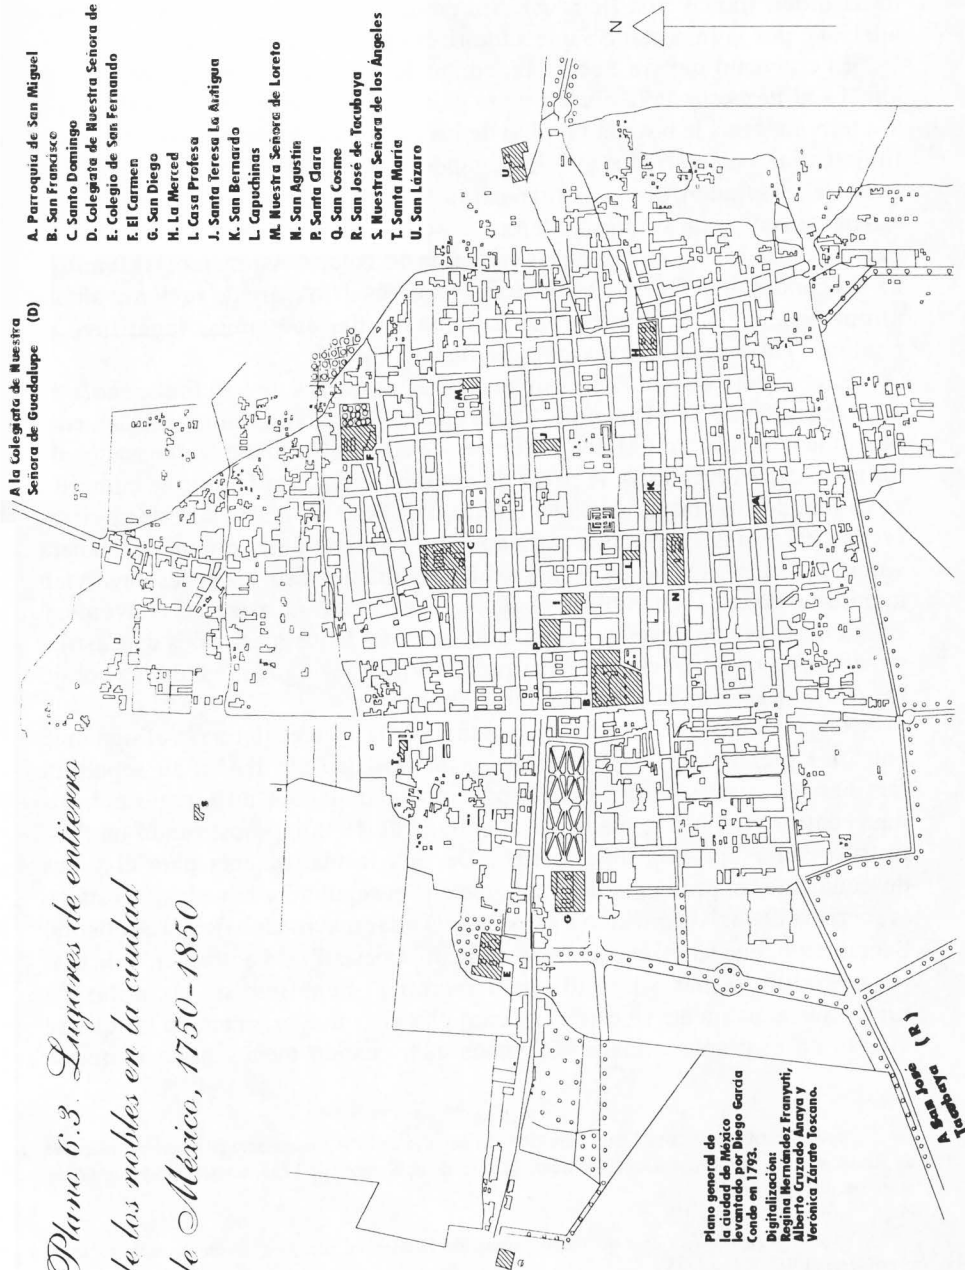 Plano 6.3. Lugares de entierro
de los nobles en la ciudad
de México, 1750-1850
A la Colegiata de Nuestra
Señora de Guadalupe (D)
A. Parroquia de San Miguel
B. San Francisco
C. Santo Domingo
D. Colegiata de Nuestra Señora de
E. Colegio de San Fernando
F. El Carmen
G. San Diego
H. La Merced
I. Casa Profesa
J. Santa Teresa La Antigua
K. San Bernardo
L. Capuchinas
M. Nuestra Señora de Loreto
N. San Agustín
P. Santa Clara
Q. San Cosme
R. San José de Tacubaya
S. Nuestra Señora de los Ángeles
T. Santa María
U. San Lazaro
N
U
F
M
H
J
C
K
A
I
L
P
N
B
S
G
E
Q
Plano general de
la ciudad de México
levantado por Diego García
Conde en 1793.
Digitalización:
Regina Hernández Franyuti,
Alberto Cruzado Anaya y
Verónica Zárate Toscano.
A San José
Tacubaya (R)